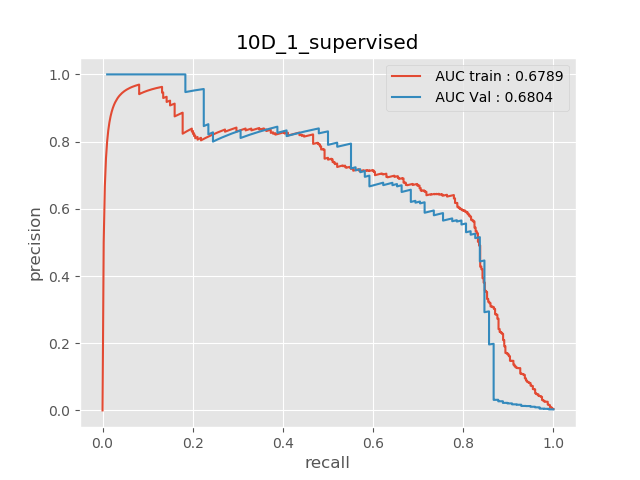 10D_1_supervised
AUC train : 0.6789
AUC Val : 0.6804
1.0
0.8
0.6
0.4
0.2
0.0
precision
0.0 0.2 0.4 0.6 0.8 1.0
recall